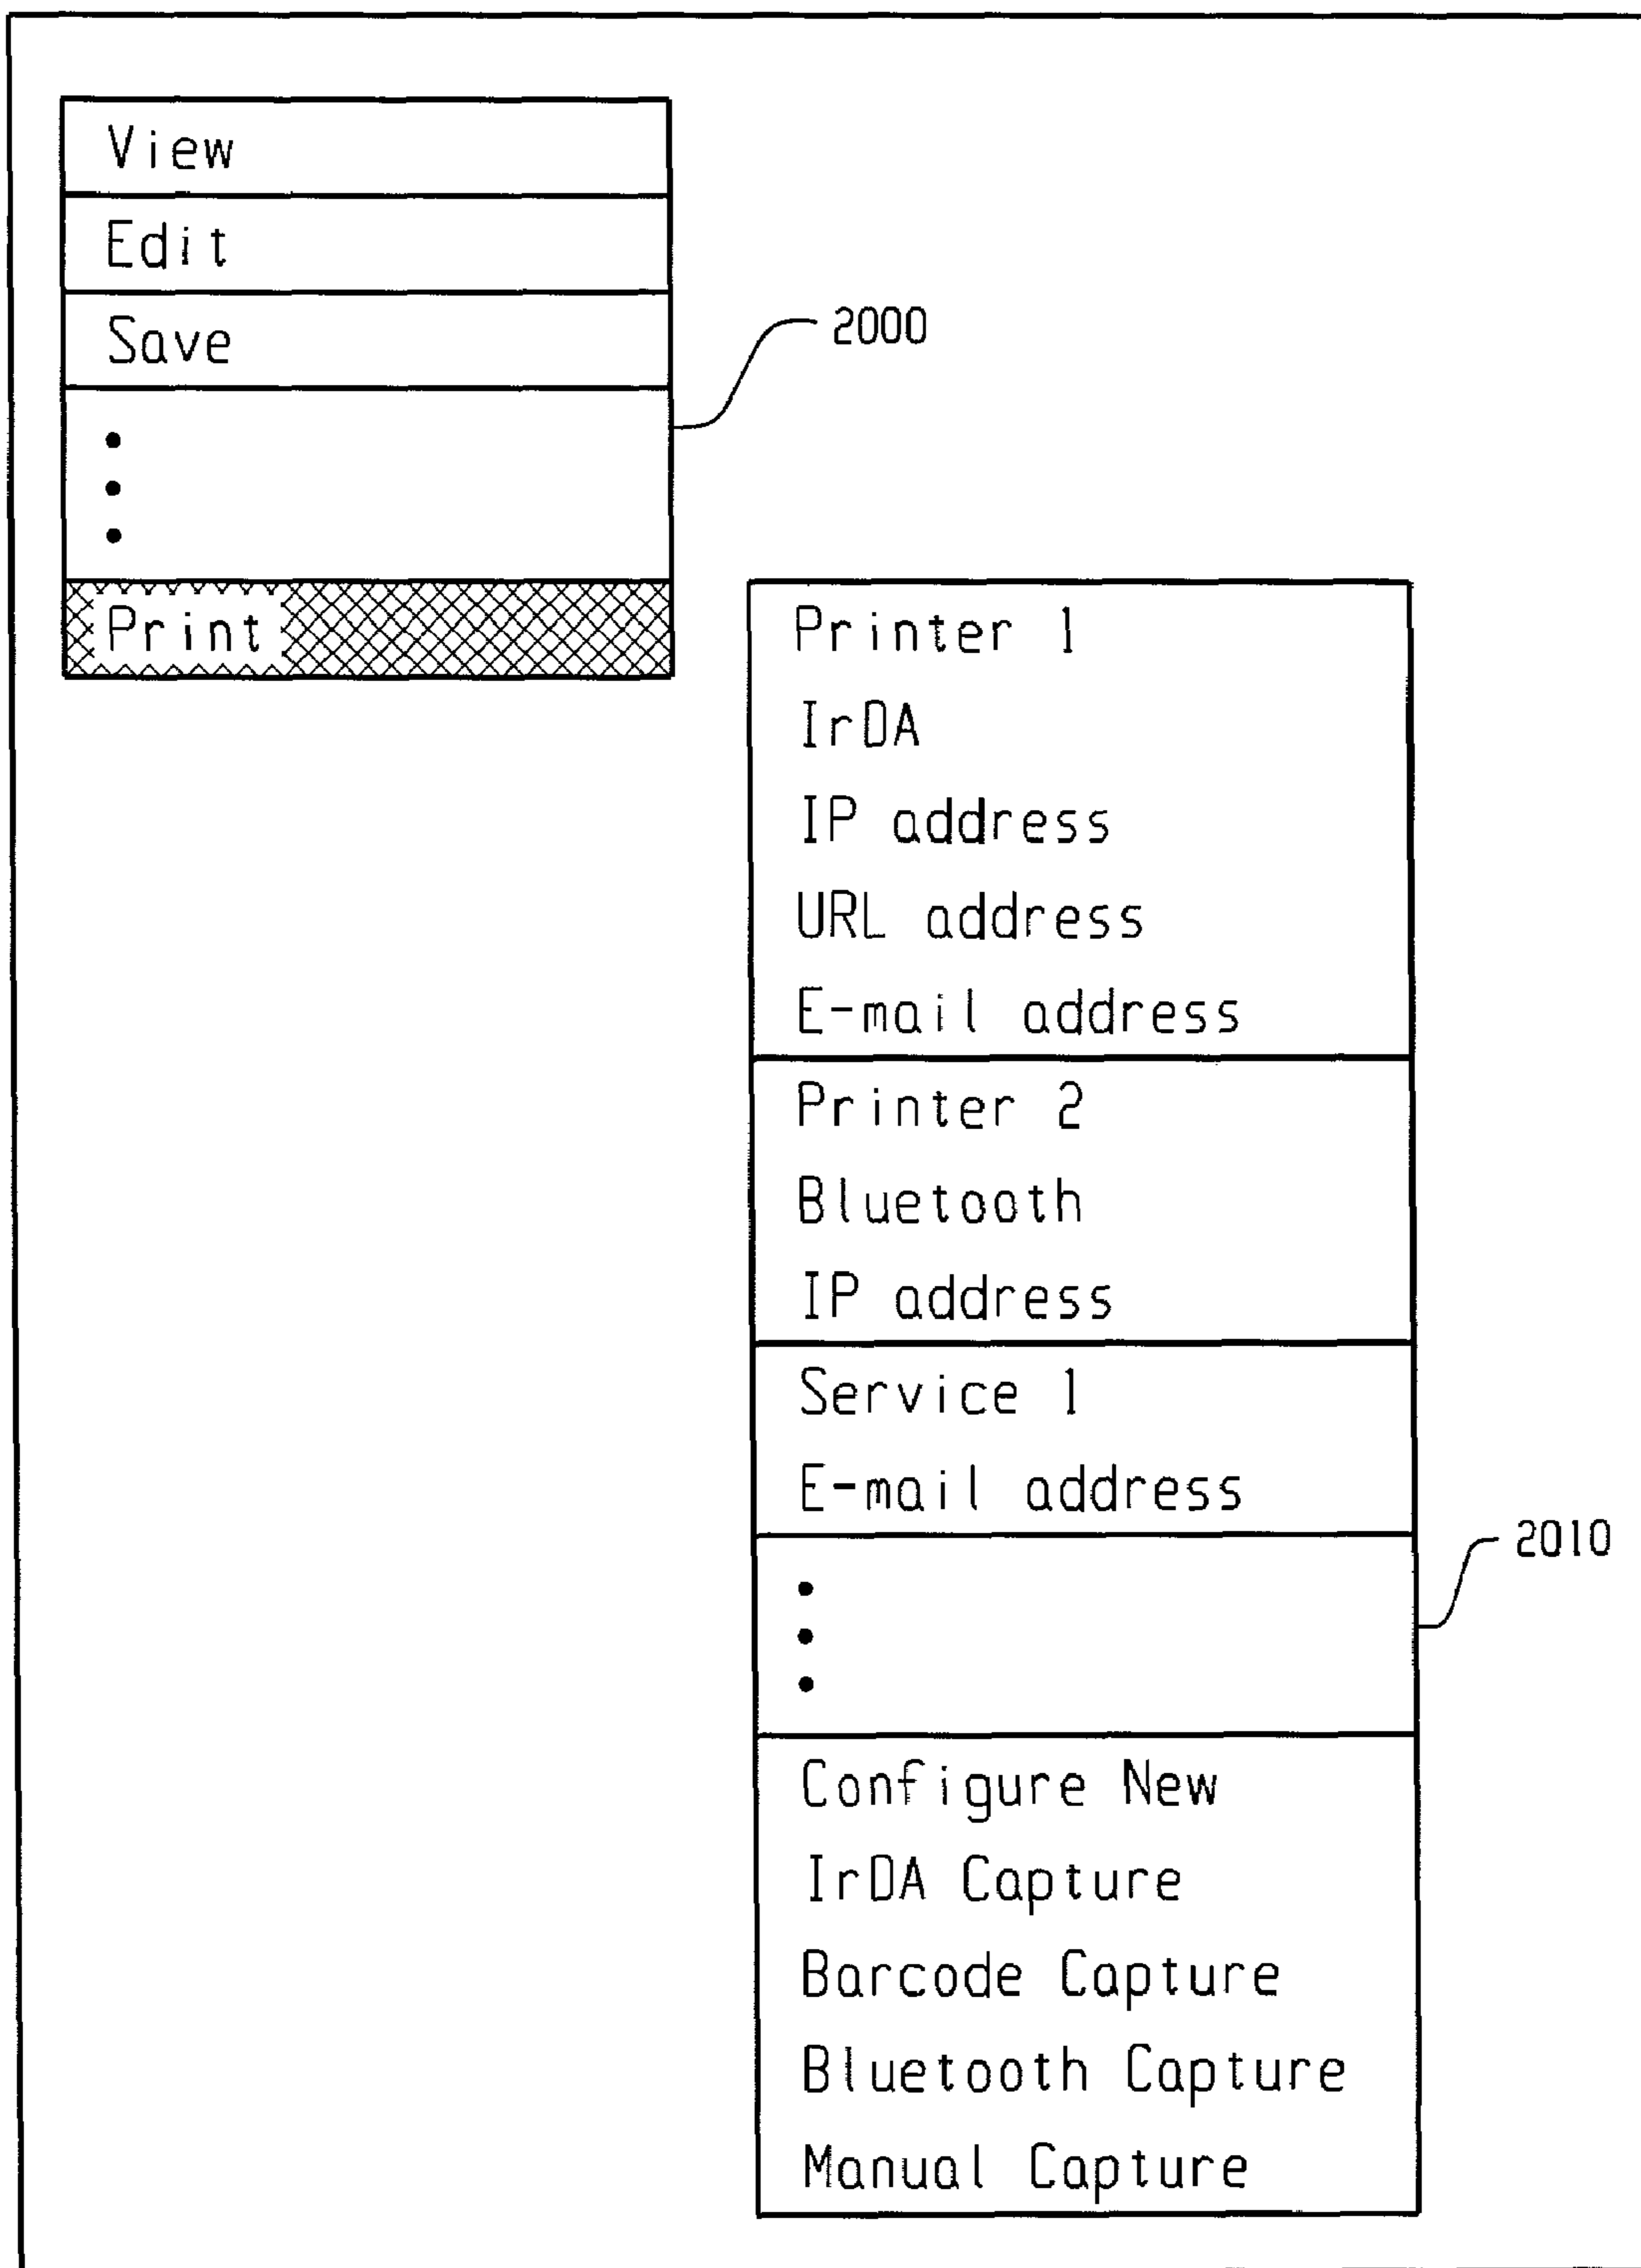 View
Edit
Save
2000
Print
Printer 1
IrDA
IP address
URL address
E-mail address
Printer 2
Bluetooth
IP address
Service 1
E-mail address
2010
Configure New
IrDA Capture
Barcode Capture
Bluetooth Capture
Manual Capture